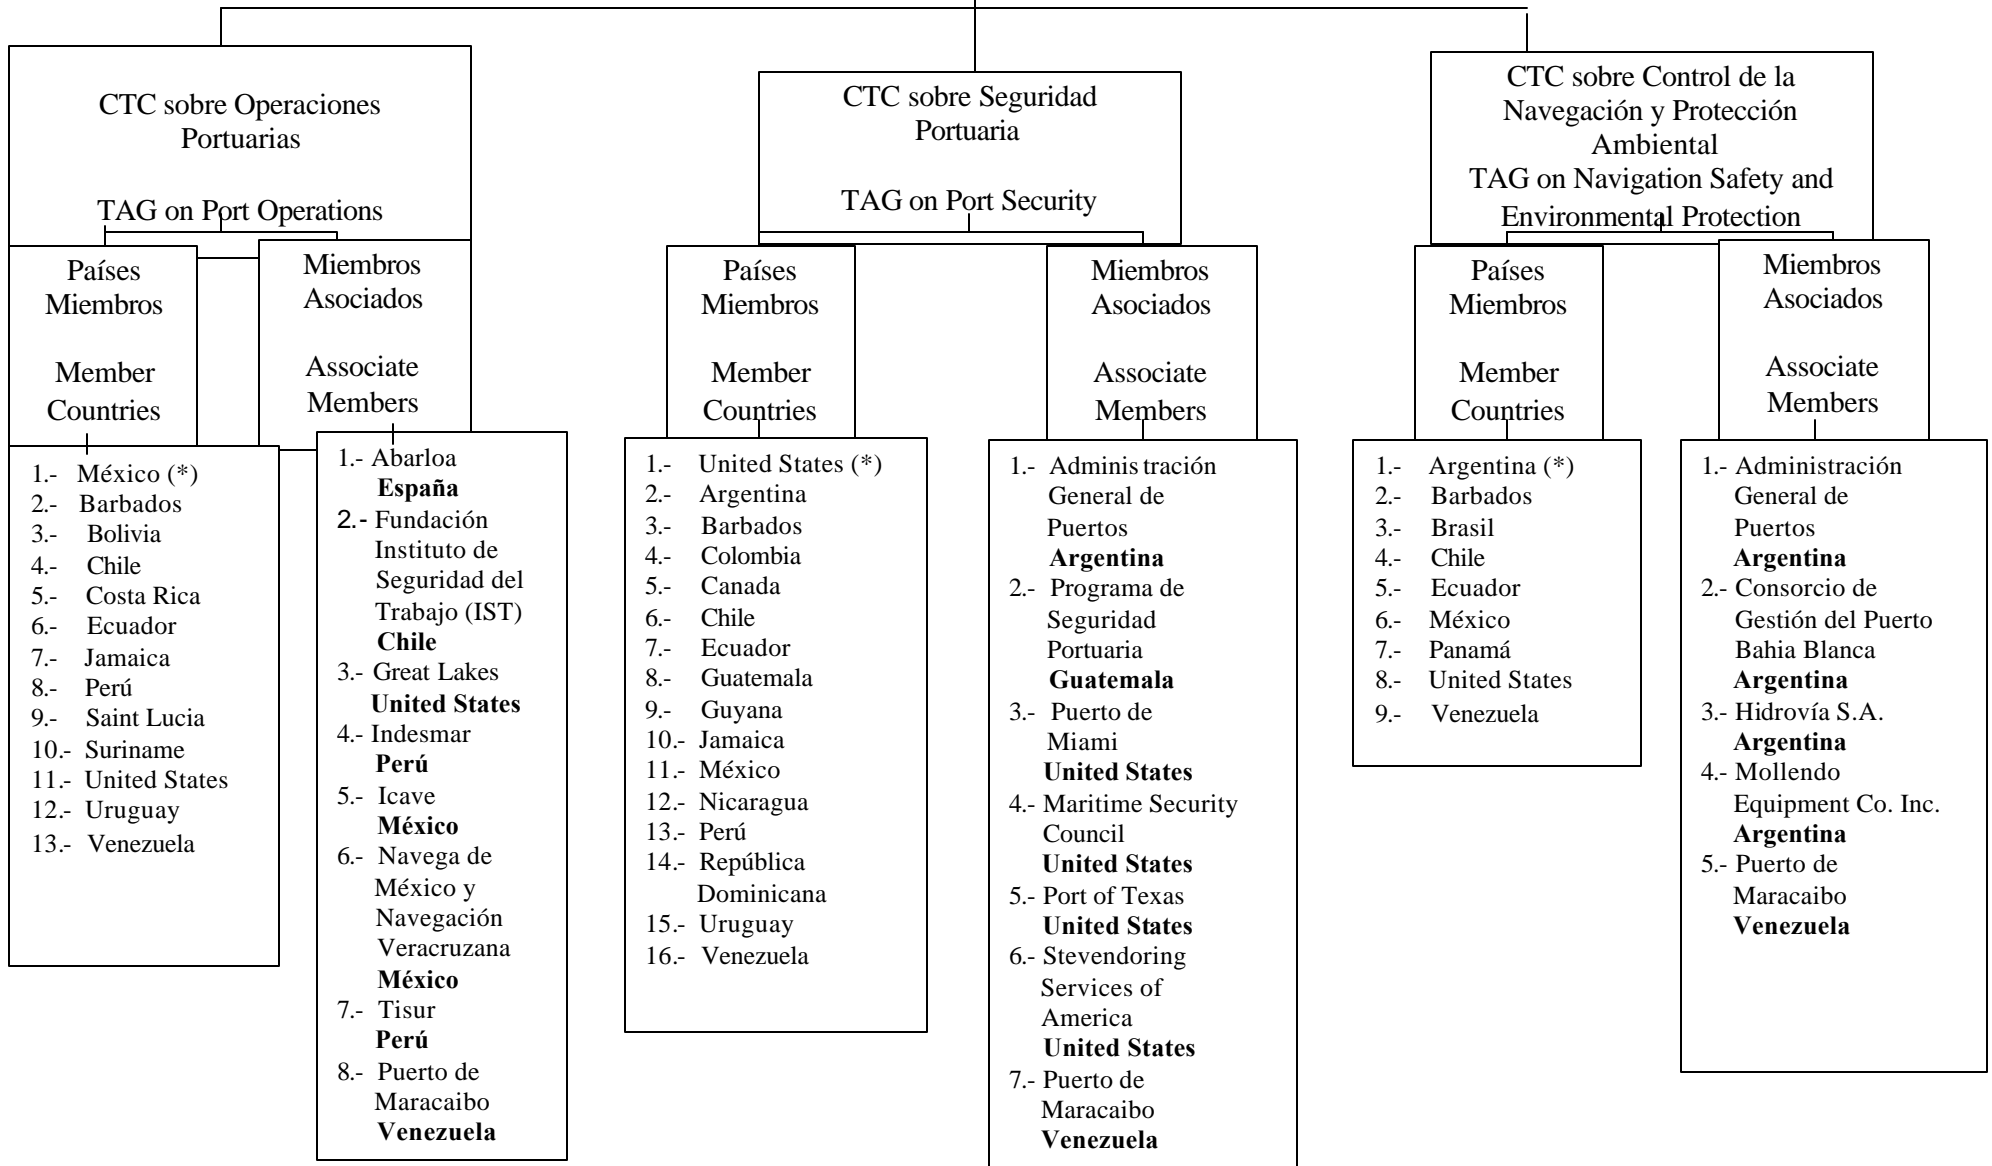 CTC sobre Operaciones
Portuarias
TAG on Port Operations
Países
Miembros
Member
Countries
1.- México (*)
2.- Barbados
3.- Bolivia
4.- Chile
5.- Costa Rica
6.- Ecuador
7.- Jamaica
8.- Perú
9.- Saint Lucia
10.- Suriname
11.- United States
12.- Uruguay
13.- Venezuela
Miembros
Asociados
Associate
Members
1.- Abarloa
España
2.- Fundación
Instituto de
Seguridad del
Trabajo (IST)
Chile
3.- Great Lakes
United States
4.- Indesmar
Perú
5.- Icave
México
6.- Navega de
México y
Navegación
Veracruzana
México
7.- Tisur
Perú
8.- Puerto de
Maracaibo
Venezuela
CTC sobre Seguridad
Portuaria
TAG on Port Security
Países
Miembros
Member
Countries
1.- United States (*)
2.- Argentina
3.- Barbados
4.- Colombia
5.- Canada
6.- Chile
7.- Ecuador
8.- Guatemala
9.- Guyana
10.- Jamaica
11.- México
12.- Nicaragua
13.- Perú
14.- República
Dominicana
15.- Uruguay
16.- Venezuela
Miembros
Asociados
Associate
Members
1.- Adminis tración
General de
Puertos
Argentina
2.- Programa de
Seguridad
Portuaria
Guatemala
3.- Puerto de
Miami
United States
4.- Maritime Security
Council
United States
5.- Port of Texas
United States
6.- Stevendoring
Services of
America
United States
7.- Puerto de
Maracaibo
Venezuela
CTC sobre Control de la
Navegación y Protección
Ambiental
TAG on Navigation Safety and
Environmental Protection
Países
Miembros
Member
Countries
1.- Argentina (*)
2.- Barbados
3.- Brasil
4.- Chile
5.- Ecuador
6.- México
7.- Panamá
8.- United States
9.- Venezuela
Miembros
Asociados
Associate
Members
1.- Administración
General de
Puertos
Argentina
2.- Consorcio de
Gestión del Puerto
Bahia Blanca
Argentina
3.- Hidrovía S.A.
Argentina
4.- Mollendo
Equipment Co. Inc.
Argentina
5.- Puerto de
Maracaibo
Venezuela